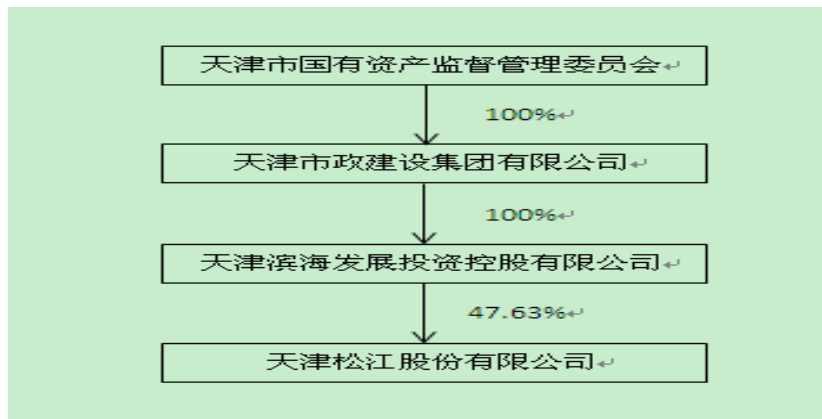 天津市国有资产监督管理委员会↵
100%↵
天津市政建设集团有限公司↵
100%↵
天津滨海发展投资控股有限公司↵
47.63%↵
天津松江股份有限公司↵